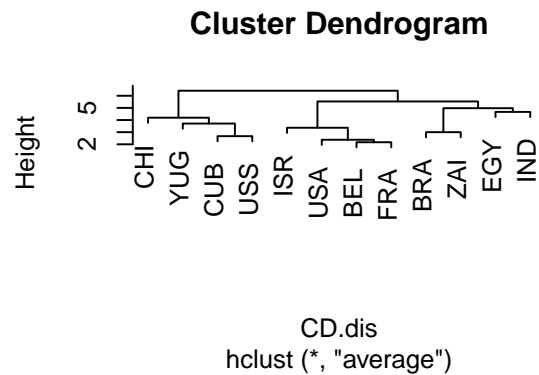 Cluster Dendrogram
Height
5
2
CHI
YUG
CUB
USS
ISR
USA
BEL
FRA
BRA
ZAI
EGY
IND
CD.dis
hclust (*, "average")